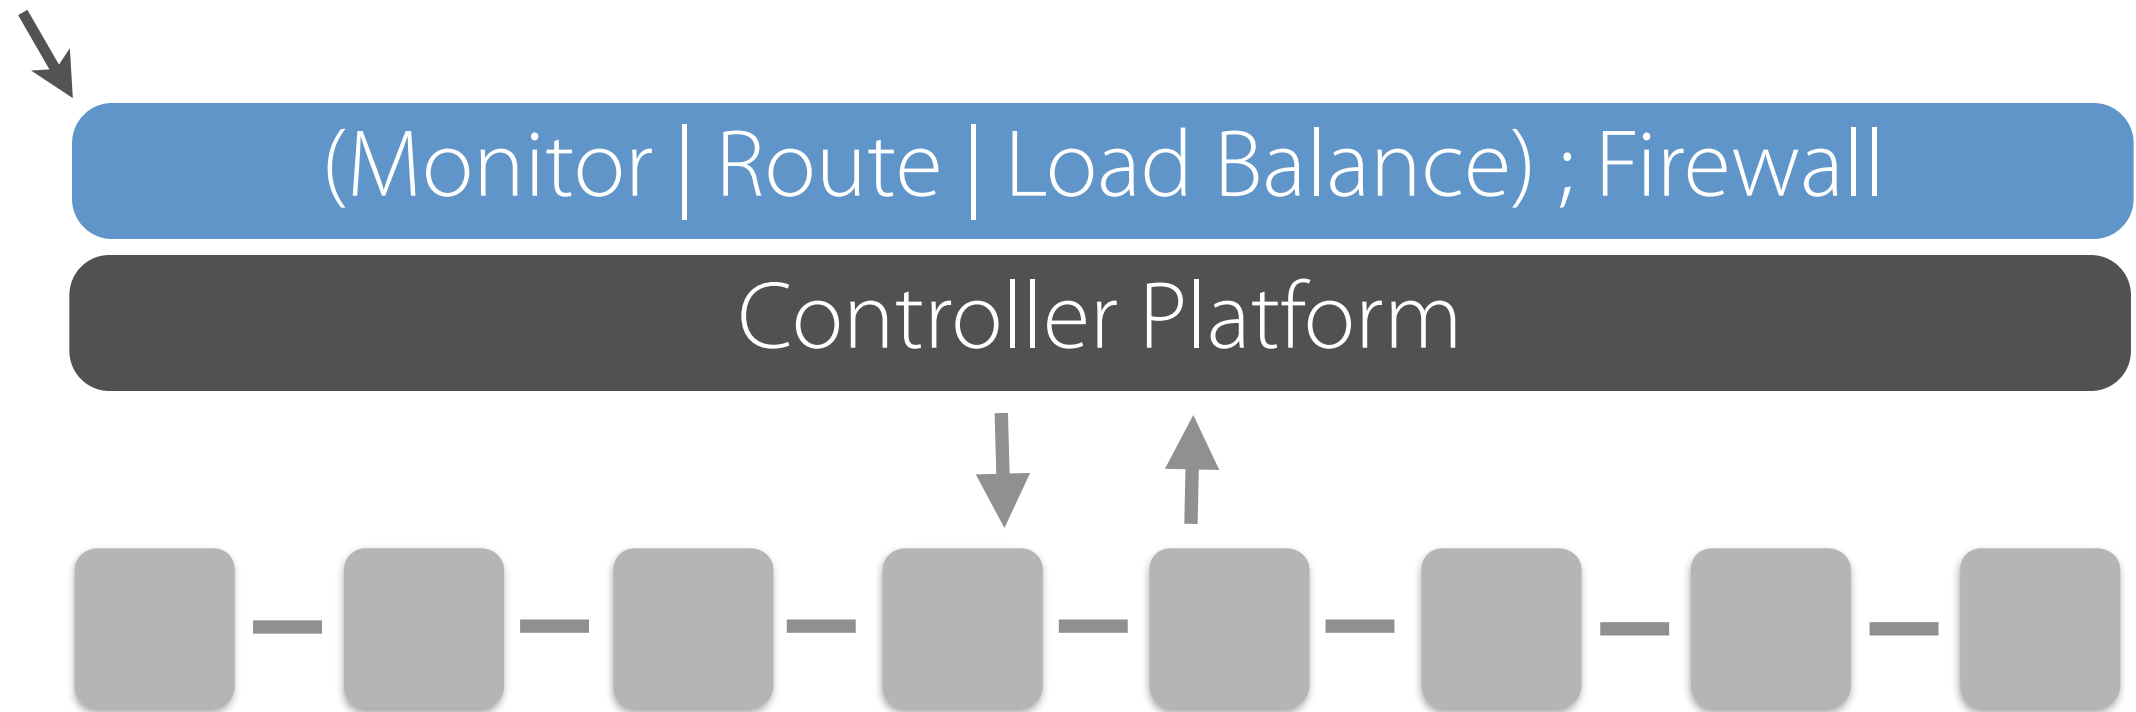 (Monitor | Route | Load Balance) ; Firewall
Controller Platform